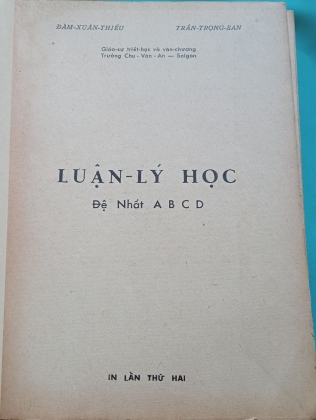 ĐÀM-XUÂN-THIỀU TRẦN-TRỌNG-SAN
Giáo-sư triết-học và văn-chương
Trường Chu - Văn - An — Saigon
LUẬN-LÝ HỌC
Đệ Nhất A B C D
IN LẦN THỨ HAI